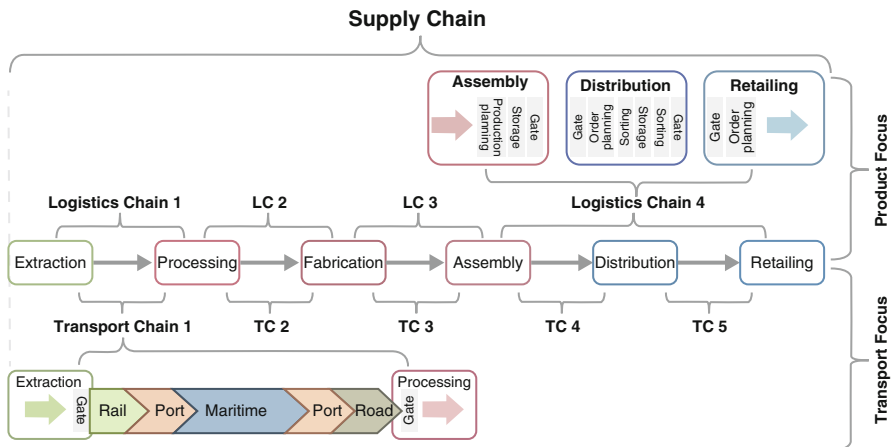 Supply Chain
Assembly
Production
planning
Storage
Gate
Distribution
Gate
Order
planning
Sorting
Storage
Sorting
Gate
Retailing
Gate
Order
planning
Product Focus
Logistics Chain 1
LC 2
LC 3
Logistics Chain 4
Extraction
Processing
Fabrication
Assembly
Distribution
Retailing
Transport Chain 1
TC 2
TC 3
TC 4
TC 5
Transport Focus
Extraction
Gate
Rail
Port
Maritime
Port
Road
Processing
Gate